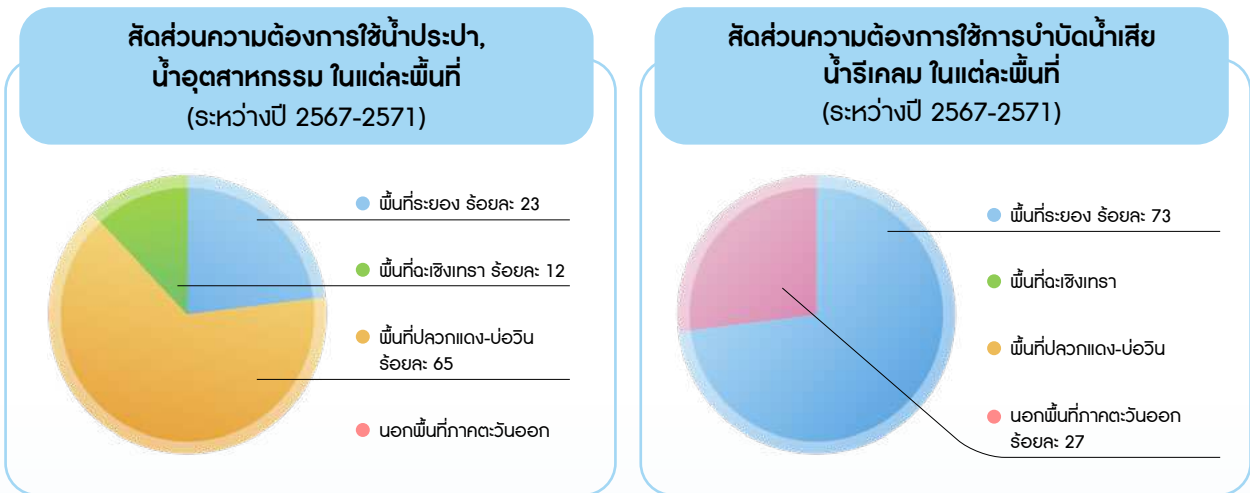 สัดส่วนความต้องการใช้น้ำประปา,
น้ำอุตสาหกรรม ในแต่ละพื้นที่
(ระหว่างปี 2567-2571)
พื้นที่ระยอง ร้อยละ 23
พื้นที่ฉะเชิงเทรา ร้อยละ 12
พื้นที่ปลวกแดง-บ่อวิน
ร้อยละ 65
นอกพื้นที่ภาคตะวันออก
สัดส่วนความต้องการใช้การบำบัดน้ำเสีย
น้ำรีเคลม ในแต่ละพื้นที่
(ระหว่างปี 2567-2571)
พื้นที่ระยอง ร้อยละ 73
พื้นที่ฉะเชิงเทรา
พื้นที่ปลวกแดง-บ่อวิน
นอกพื้นที่ภาคตะวันออก
ร้อยละ 27